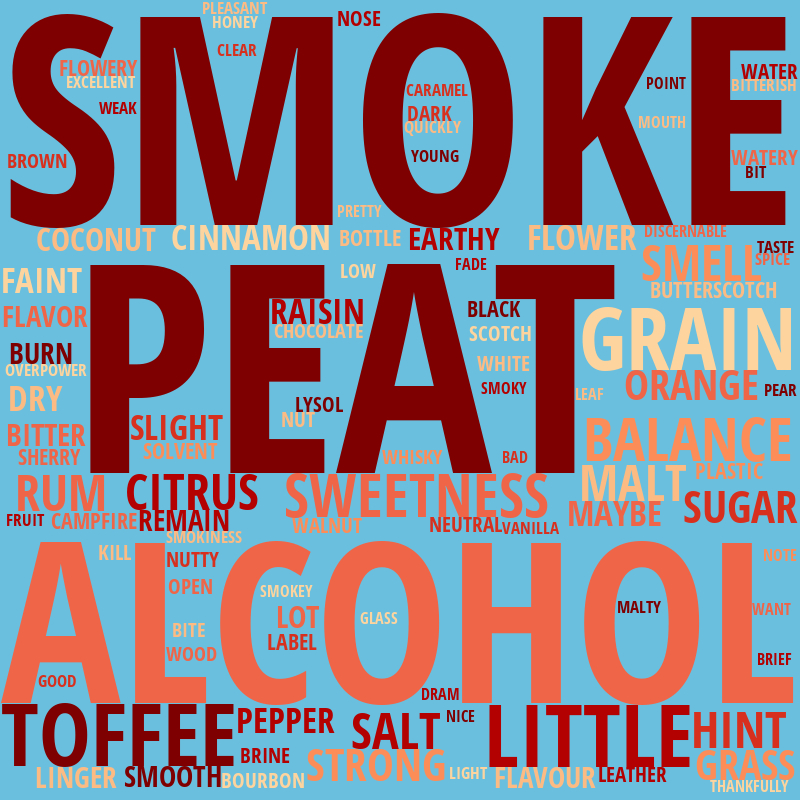 PLEASANT
SMOKE
NOSE
HONEY
CLEAR
FLOWERY
EXCELLENT
WATER
POINT
BITTERISH
CARAMEL
WEAK
DARK
QUICKLY
MOUTH
YOUNG
BROWN
WATERY
BIT
PRETTY
COCONUT
CINNAMON
BOTTLE
EARTHY
FLOWER
DISCERNABLE
TASTE
SPICE
FADE
SMELL
PEAT
FAINT
LOW
BUTTERSCOTCH
RAISIN
BLACK
FLAVOR
CHOCOLATE
SCOTCH
GRAIN
BURN
WHITE
OVERPOWER
SMOKY
ORANGE
PEAR
LEAF
DRY
LYSOL
NUT
SLIGHT
BITTER
BALANCE
SOLVENT
SHERRY
WHISKY
BAD
PLASTIC
MALT
RUM
CITRUS
SWEETNESS
SUGAR
MAYBE
FRUIT
CAMPFIRE
REMAIN
WALNUT
NEUTRAL
VANILLA
SMOKINESS
ALCOHOL
KILL
NUTTY
NOTE
OPEN
SMOKEY
MALTY
WANT
LOT
GLASS
BITE
LABEL
WOOD
BRIEF
GOOD
DRAM
TOFFEE
PEPPER
SALT
NICE
LITTLE
HINT
BRINE
STRONG
GRASS
LINGER
SMOOTH
BOURBON
LIGHT
FLAVOUR
LEATHER
THANKFULLY